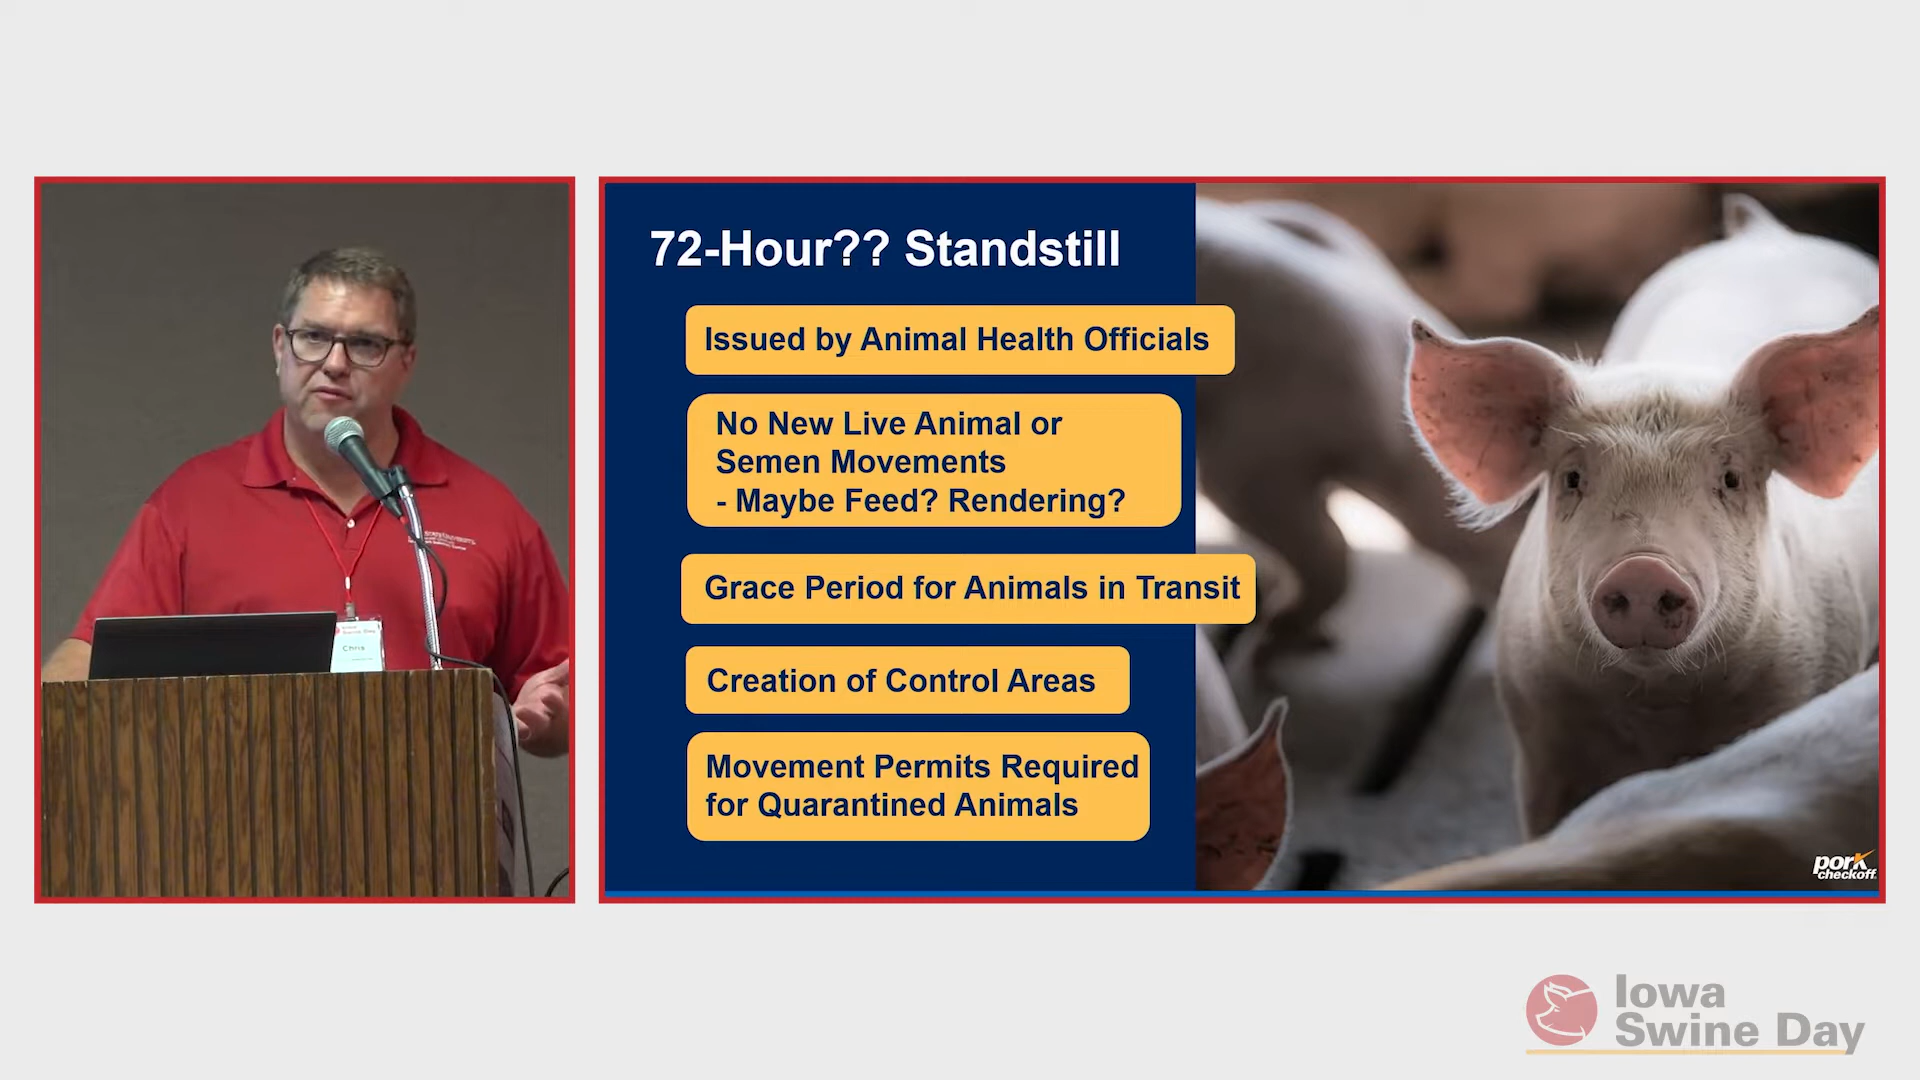 72-Hour?? Standstill
Issued by Animal Health Officials
No New Live Animal or
Semen Movements
- Maybe Feed? Rendering?
Grace Period for Animals in Transit
Creation of Control Areas
Movement Permits Required
for Quarantined Animals
pork
checkoff
Chris
Iowa
Swine Day